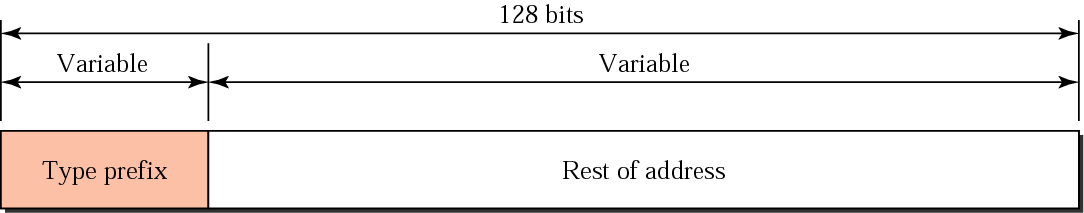 128 bits
Variable Variable
Type prefix Rest of address